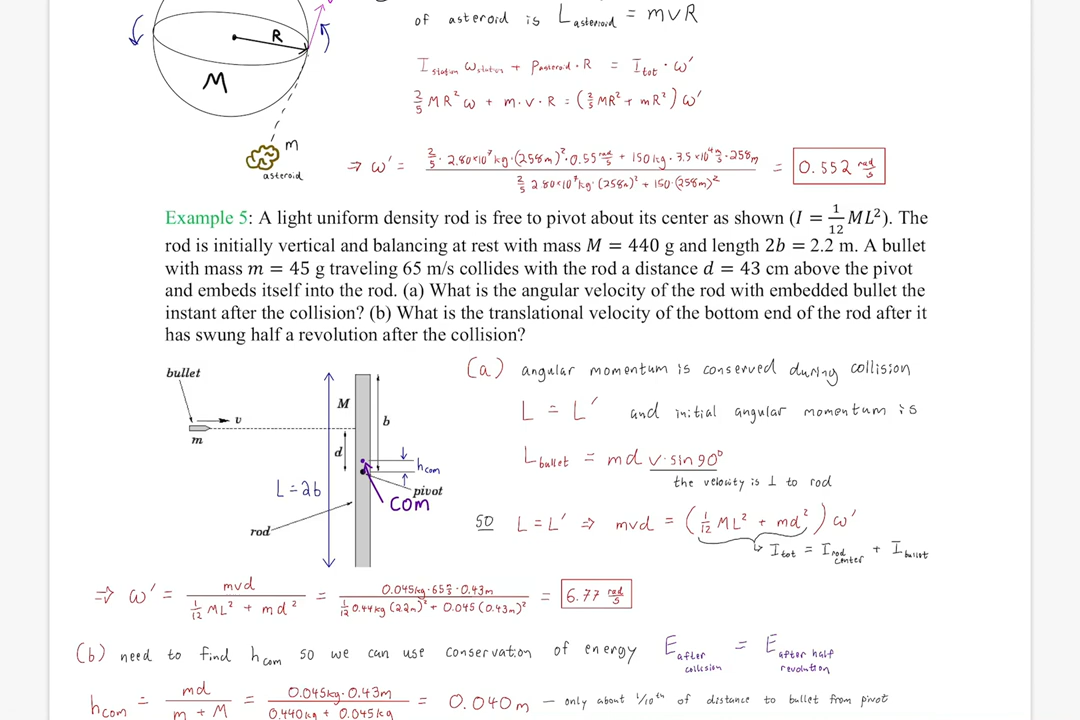 of asteroid is L_asteroid = mvR
R
M
m
asteroid
I_station ω_station + P_asteroid · R = I_tot · ω'
2/5 MR² ω + m·v·R = (2/5 MR² + mR²) ω'
⇒ ω' = (2/5 · 2.80×10⁷ kg·(258m)²·0.55 rad/s + 150 kg · 3.5×10⁴ m/s · 258m) / (2/5 2.80×10⁷ kg·(258m)² + 150·(258m)²) = 0.552 rad/s
Example 5: A light uniform density rod is free to pivot about its center as shown (I = 1/12 ML²). The
rod is initially vertical and balancing at rest with mass M = 440 g and length 2b = 2.2 m. A bullet
with mass m = 45 g traveling 65 m/s collides with the rod a distance d = 43 cm above the pivot
and embeds itself into the rod. (a) What is the angular velocity of the rod with embedded bullet the
instant after the collision? (b) What is the translational velocity of the bottom end of the rod after it
has swung half a revolution after the collision?
bullet
v
m
M
b
d
h_com
L=2b
pivot
COM
rod
(a) angular momentum is conserved during collision
L = L' and initial angular momentum is
L_bullet = md v·sin90°
the velocity is ⊥ to rod
SO L = L' ⇒ mvd = (1/12 ML² + md²) ω'
I_tot = I_rod center + I_bullet
⇒ ω' = mvd / (1/12 ML² + md²) = 0.045kg·65 m/s·0.43m / (1/12 0.44kg (2.2m)² + 0.045 (0.43m)²) = 6.77 rad/s
(b) need to find h_com so we can use conservation of energy E_after collision = E_after half revolution
h_com = md / (m + M) = 0.045kg·0.43m / (0.440kg + 0.045kg) = 0.040m — only about 1/10th of distance to bullet from pivot